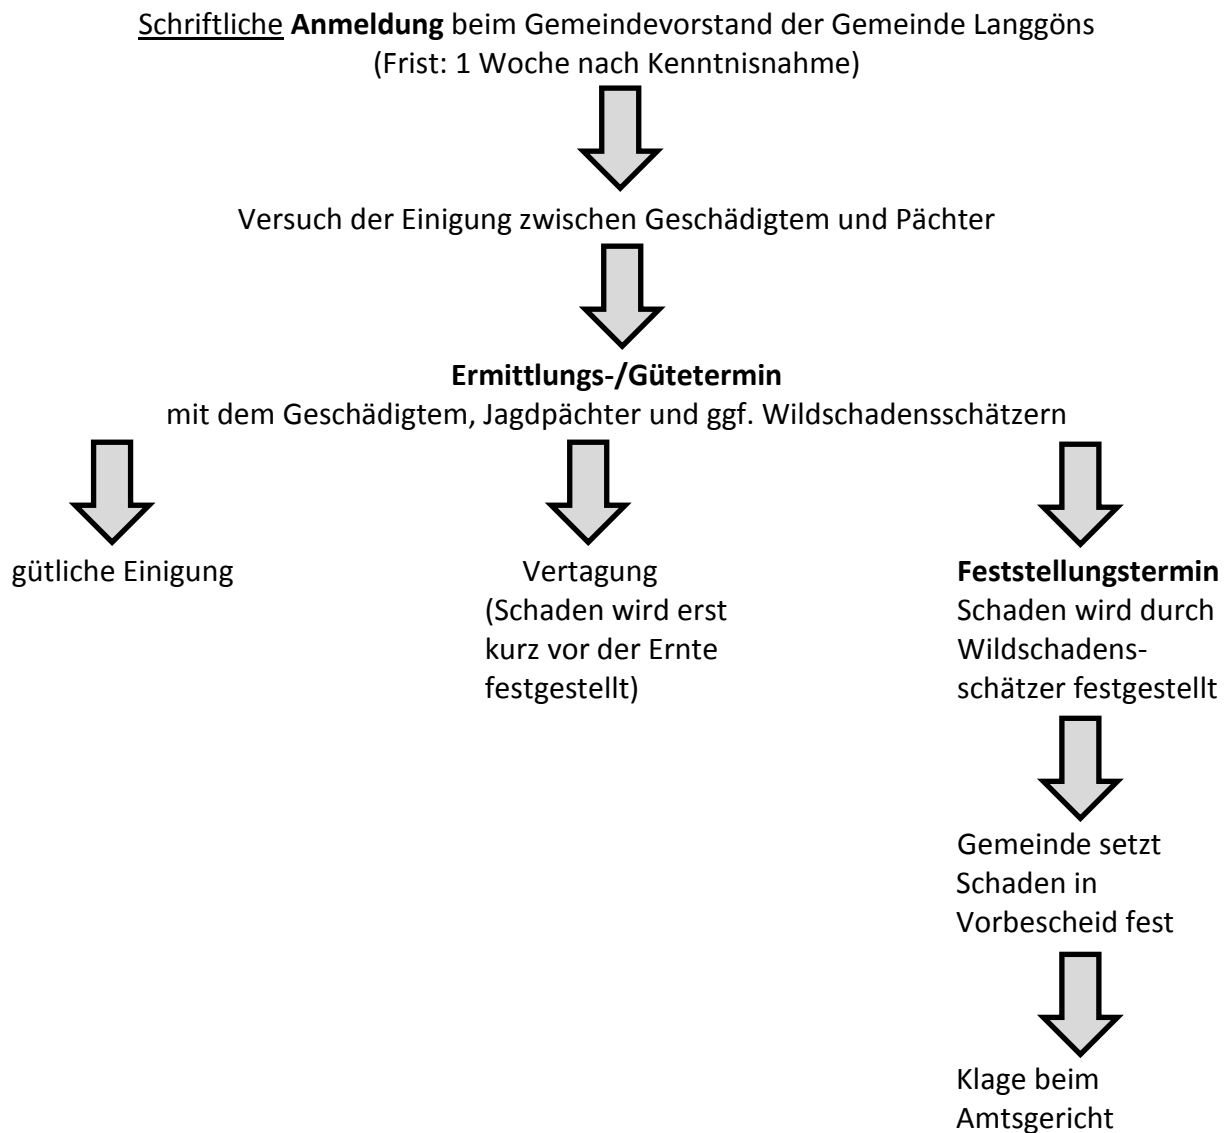 Schriftliche Anmeldung beim Gemeindevorstand der Gemeinde Langgöns
(Frist: 1 Woche nach Kenntnisnahme)
Versuch der Einigung zwischen Geschädigtem und Pächter
Ermittlungs-/Gütetermin
mit dem Geschädigtem, Jagdpächter und ggf. Wildschadensschätzern
gütliche Einigung
Vertagung
(Schaden wird erst
kurz vor der Ernte
festgestellt)
Feststellungstermin
Schaden wird durch
Wildschadens-
schätzer festgestellt
Gemeinde setzt
Schaden in
Vorbescheid fest
Klage beim
Amtsgericht